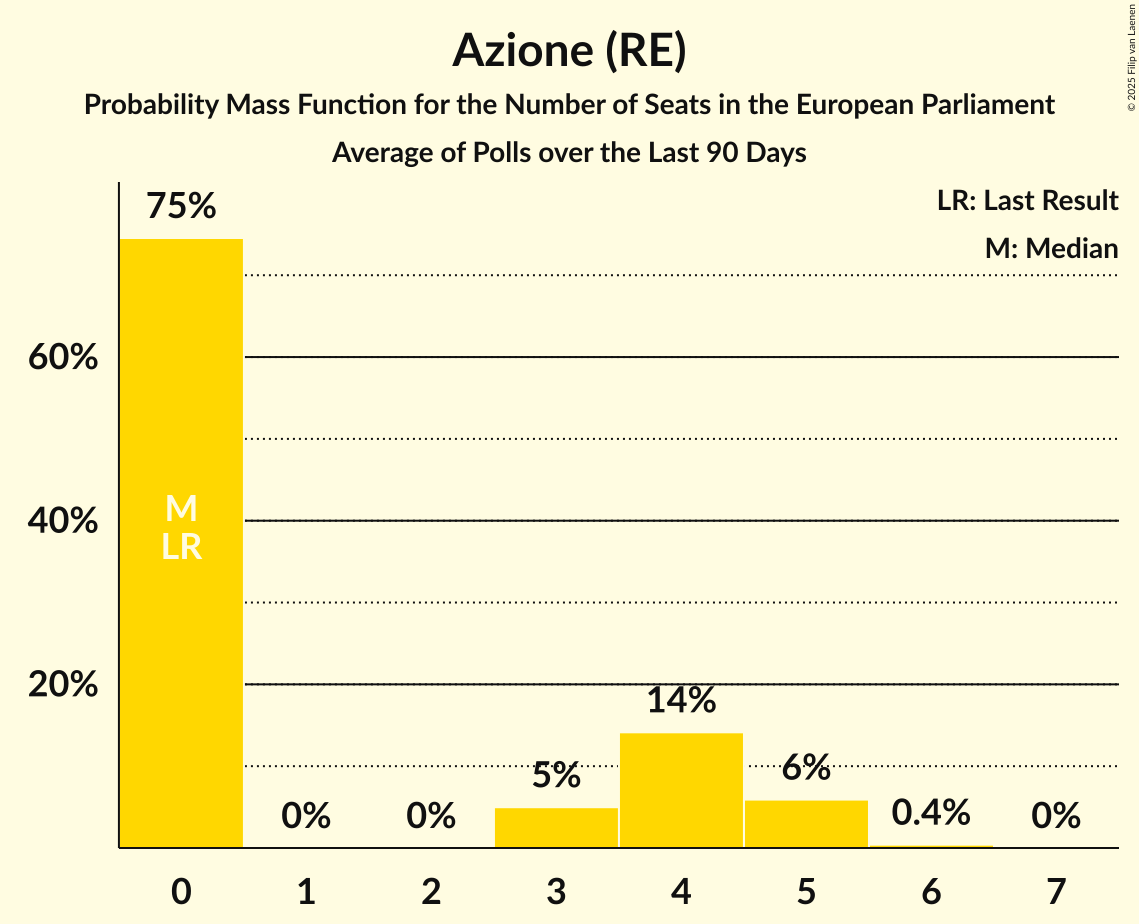 Azione (RE)
Probability Mass Function for the Number of Seats in the European Parliament
Average of Polls over the Last 90 Days
© 2025 Filip van Laenen
LR: Last Result
M: Median
75%
60%
40%
20%
M
LR
0%
0%
5%
14%
6%
0.4%
0%
0 1 2 3 4 5 6 7